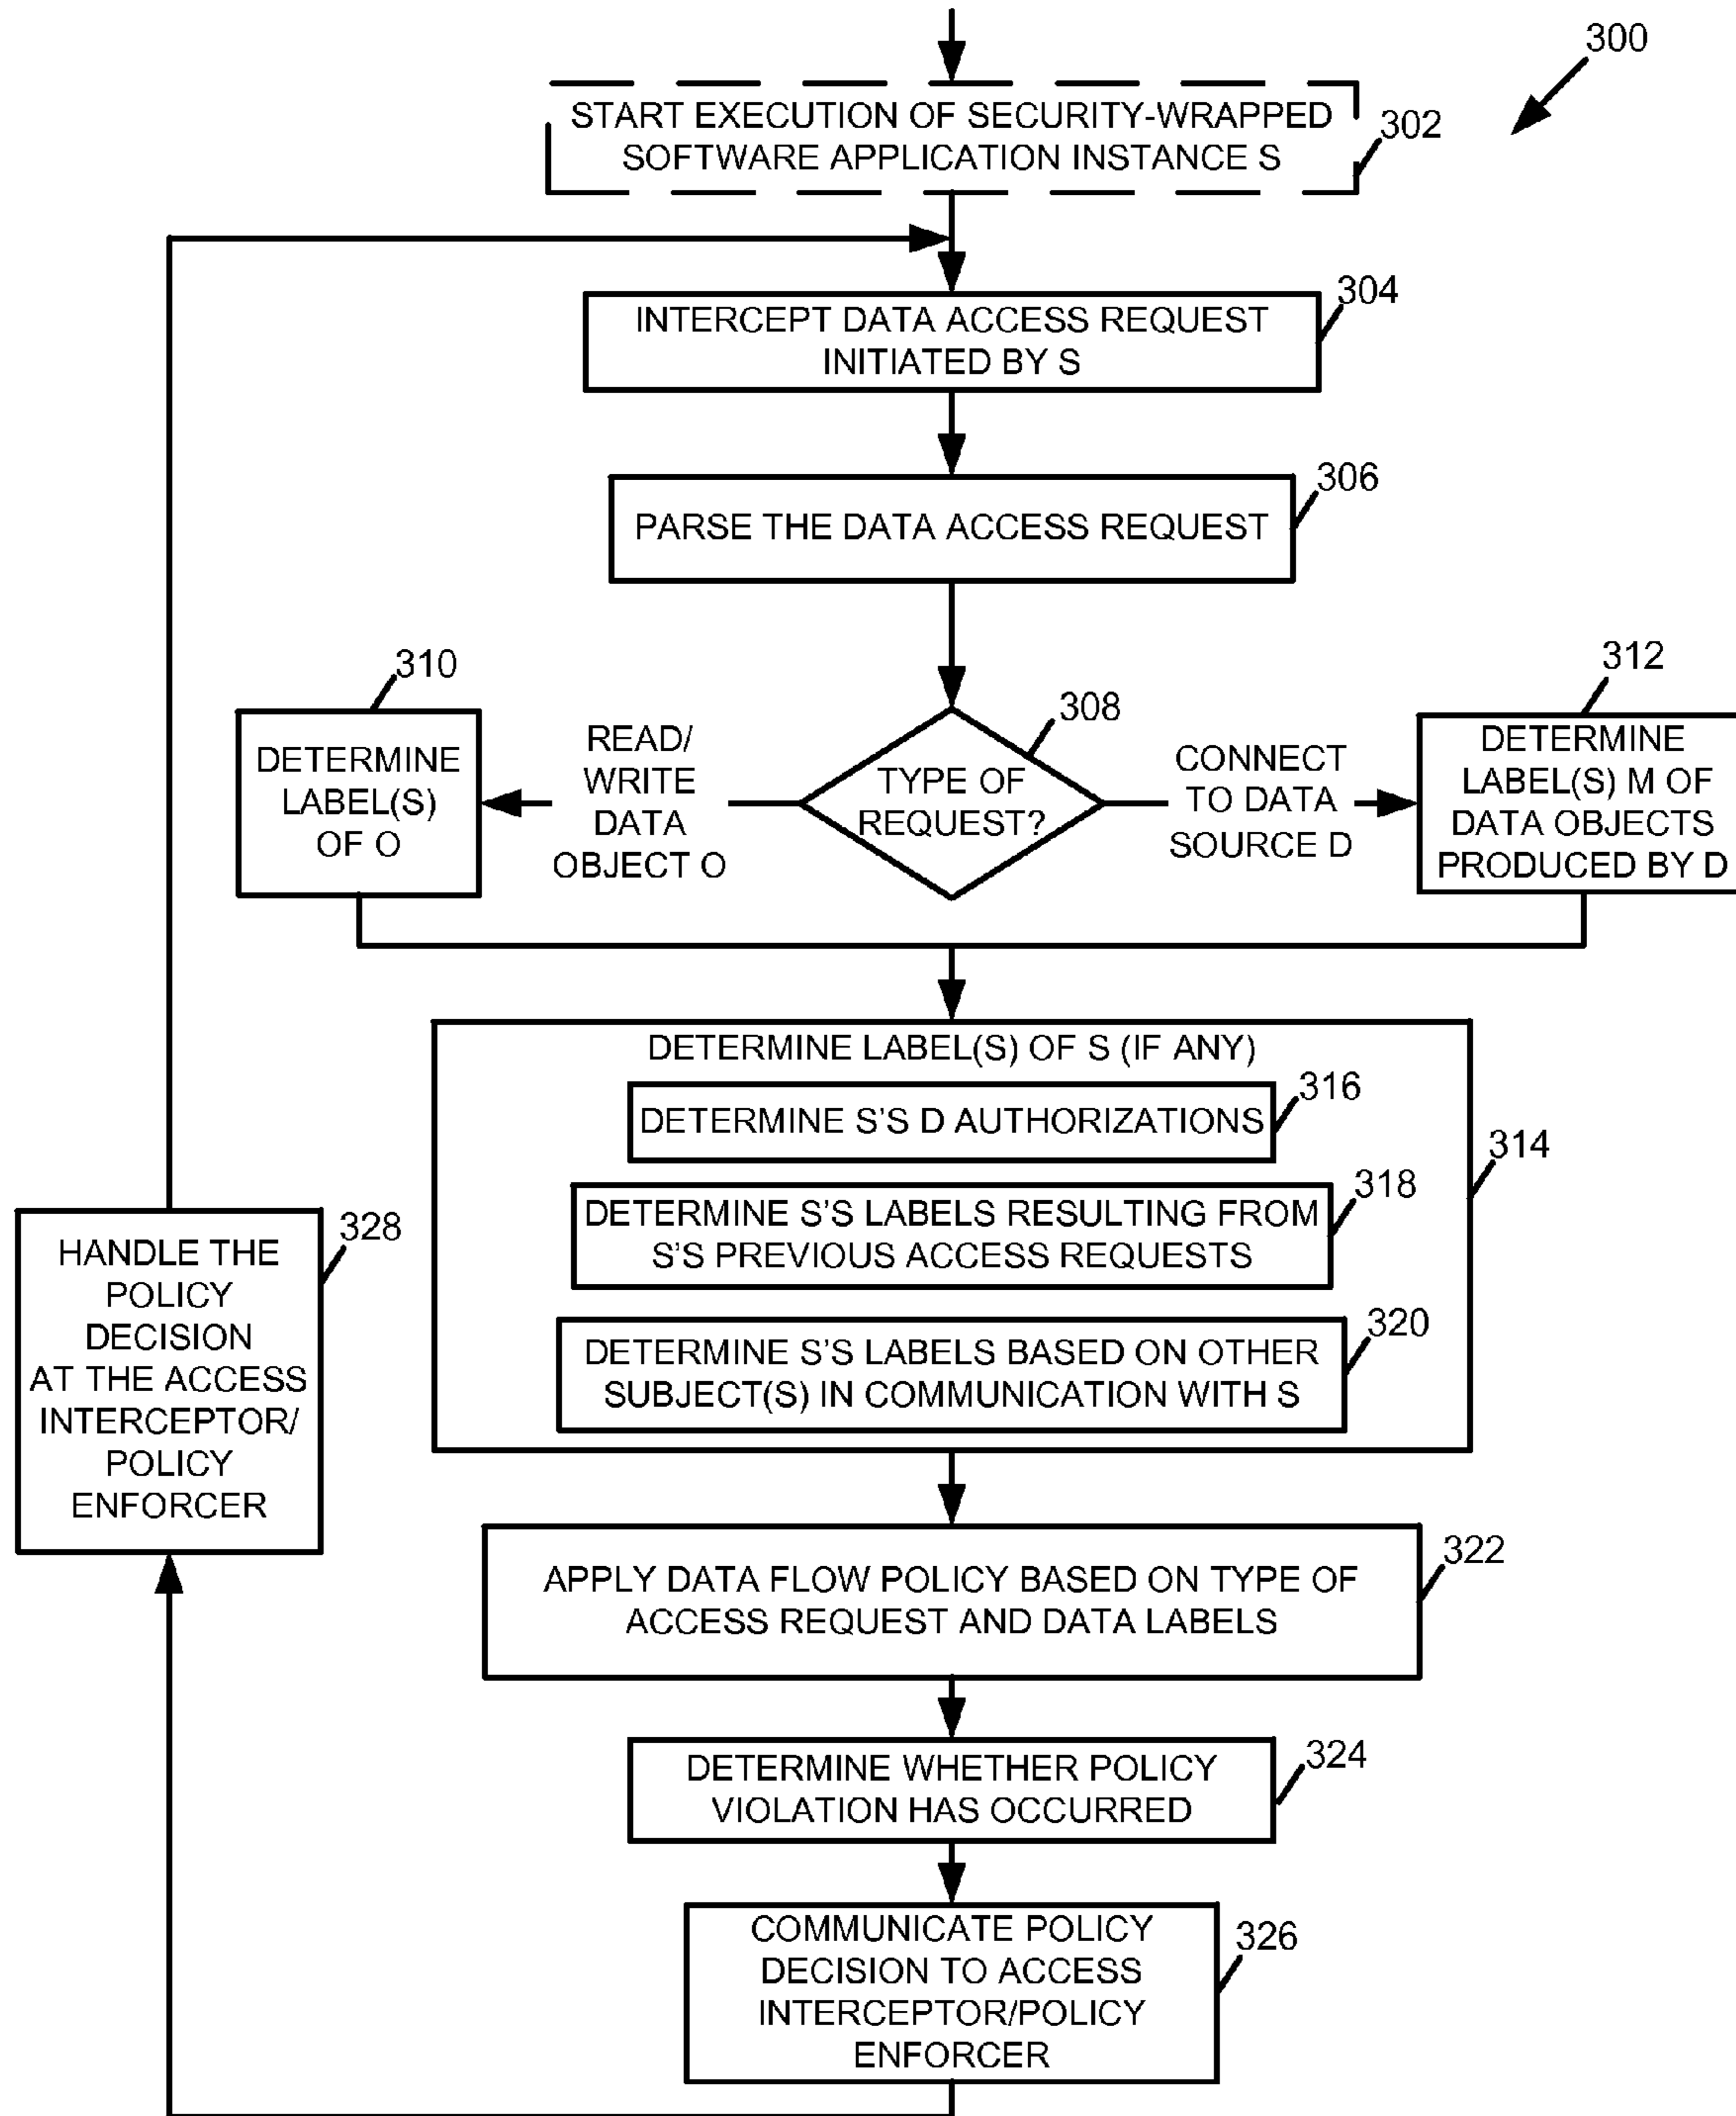 300
START EXECUTION OF SECURITY-WRAPPED
SOFTWARE APPLICATION INSTANCE S
302
304
INTERCEPT DATA ACCESS REQUEST
INITIATED BY S
306
PARSE THE DATA ACCESS REQUEST
310
DETERMINE
LABEL(S)
OF O
READ/
WRITE
DATA
OBJECT O
308
TYPE OF
REQUEST?
CONNECT
TO DATA
SOURCE D
312
DETERMINE
LABEL(S) M OF
DATA OBJECTS
PRODUCED BY D
DETERMINE LABEL(S) OF S (IF ANY)
316
DETERMINE S'S D AUTHORIZATIONS
314
318
DETERMINE S'S LABELS RESULTING FROM
S'S PREVIOUS ACCESS REQUESTS
320
DETERMINE S'S LABELS BASED ON OTHER
SUBJECT(S) IN COMMUNICATION WITH S
328
HANDLE THE
POLICY
DECISION
AT THE ACCESS
INTERCEPTOR/
POLICY
ENFORCER
322
APPLY DATA FLOW POLICY BASED ON TYPE OF
ACCESS REQUEST AND DATA LABELS
324
DETERMINE WHETHER POLICY
VIOLATION HAS OCCURRED
326
COMMUNICATE POLICY
DECISION TO ACCESS
INTERCEPTOR/POLICY
ENFORCER